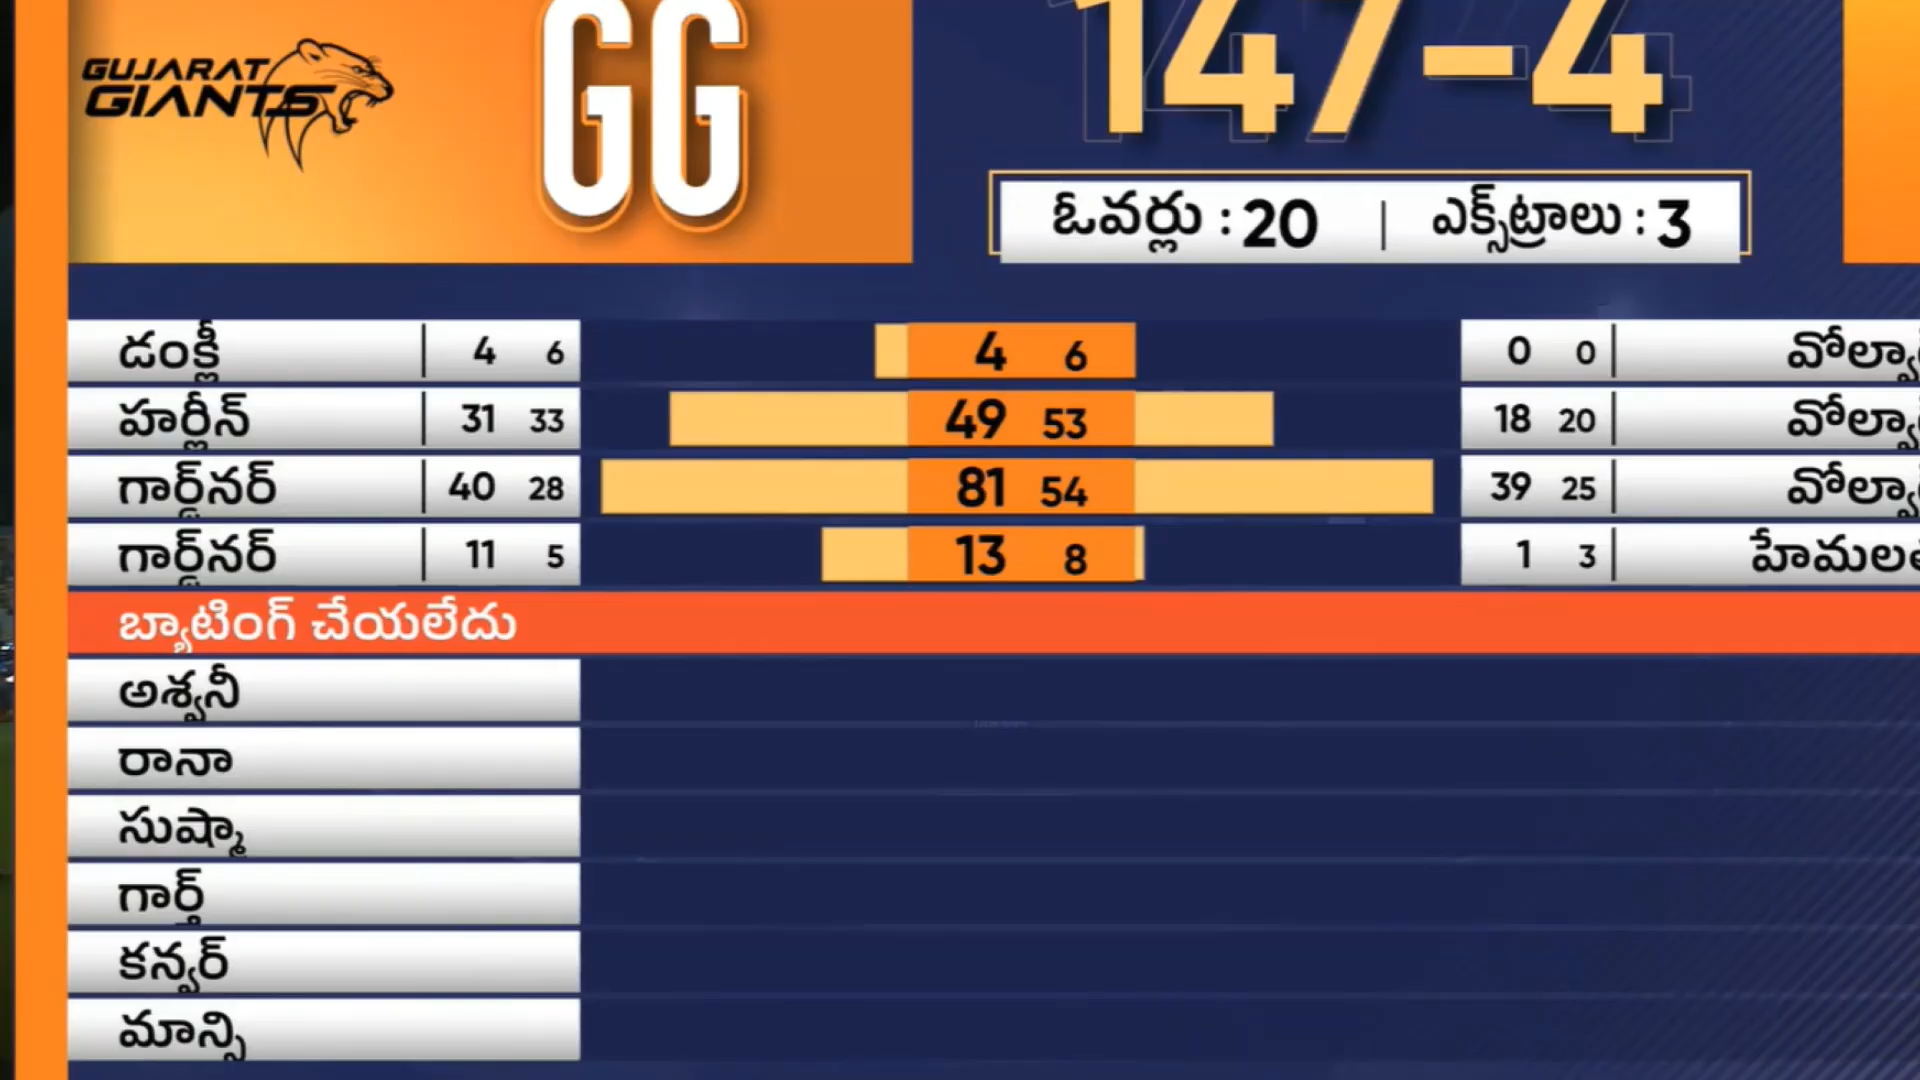 GUJARAT
GIANTS
GG
147-4
ఓవర్లు : 20 | ఎక్స్‌ట్రాలు : 3
డంక్లీ | 4 6 4 6 0 0 |
హర్లీన్ | 31 33 49 53 18 20 |
గార్డ్‌నర్ | 40 28 81 54 39 25 |
గార్డ్‌నర్ | 11 5 13 8 1 3 |
బ్యాటింగ్ చేయలేదు
అశ్వనీ
రానా
సుష్మా
గార్త్
కన్వర్
మాన్సి